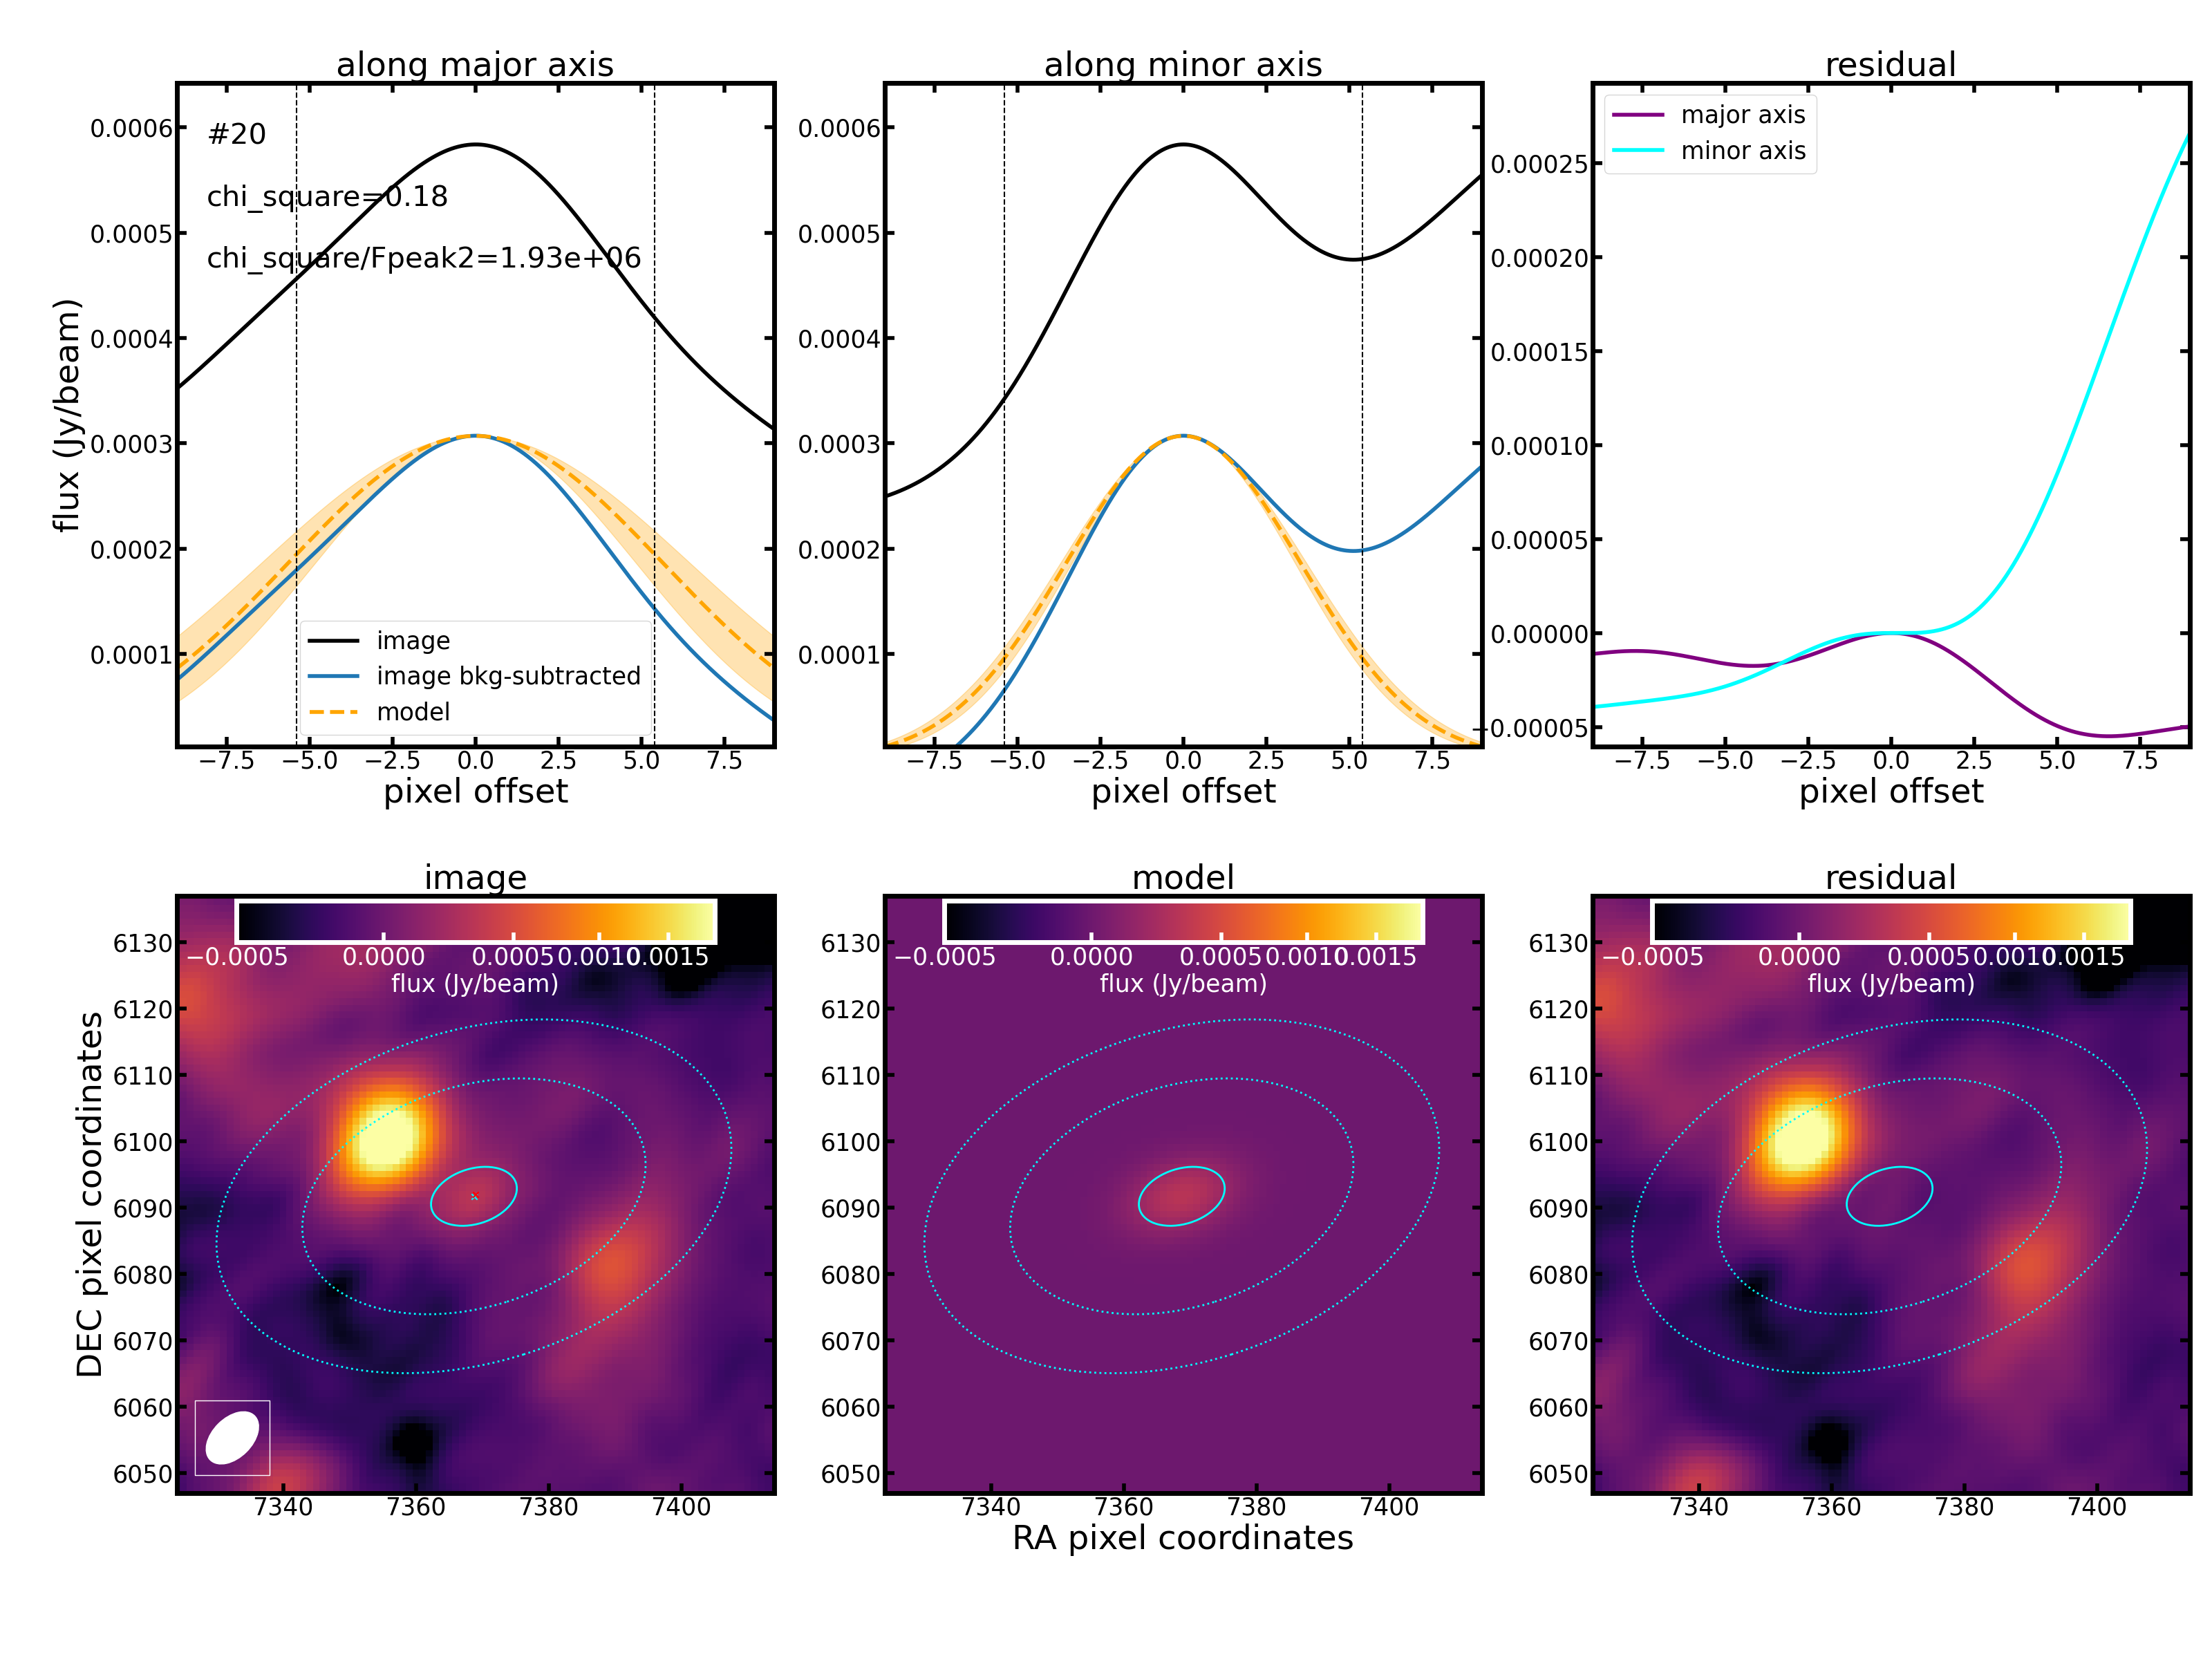 along major axis
along minor axis
residual
#20
chi_square=0.18
chi_square/Fpeak2=1.93e+06
flux (Jy/beam)
0.0006
0.0005
0.0004
0.0003
0.0002
0.0001
image
image bkg-subtracted
model
−7.5 −5.0 −2.5 0.0 2.5 5.0 7.5
pixel offset
0.0006
0.0005
0.0004
0.0003
0.0002
0.0001
−7.5 −5.0 −2.5 0.0 2.5 5.0 7.5
pixel offset
major axis
minor axis
0.00025
0.00020
0.00015
0.00010
0.00005
0.00000
−0.00005
−7.5 −5.0 −2.5 0.0 2.5 5.0 7.5
pixel offset
image
model
residual
DEC pixel coordinates
−0.0005 0.0000 0.0005 0.0010 0.0015
flux (Jy/beam)
6130
6120
6110
6100
6090
6080
6070
6060
6050
7340 7360 7380 7400
−0.0005 0.0000 0.0005 0.0010 0.0015
flux (Jy/beam)
6130
6120
6110
6100
6090
6080
6070
6060
6050
7340 7360 7380 7400
RA pixel coordinates
−0.0005 0.0000 0.0005 0.0010 0.0015
flux (Jy/beam)
6130
6120
6110
6100
6090
6080
6070
6060
6050
7340 7360 7380 7400